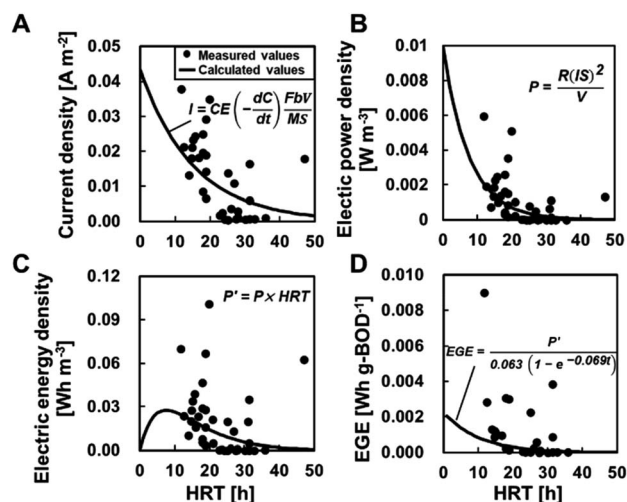 A
Current density [A m-2]
0.05
0.04
0.03
0.02
0.01
0.00
0 10 20 30 40 50
Measured values
Calculated values
I = CE (− dC/dt) FbV/MS
B
Electic power density
[W m-3]
0.01
0.008
0.006
0.004
0.002
0
0 10 20 30 40 50
P = R(IS)2/V
C
Electric energy density
[Wh m-3]
0.12
0.09
0.06
0.03
0.00
0 10 20 30 40 50
HRT [h]
P' = P × HRT
D
EGE [Wh g-BOD-1]
0.010
0.008
0.006
0.004
0.002
0.000
0 10 20 30 40 50
HRT [h]
EGE = P'/0.063 (1 − e −0.069t)